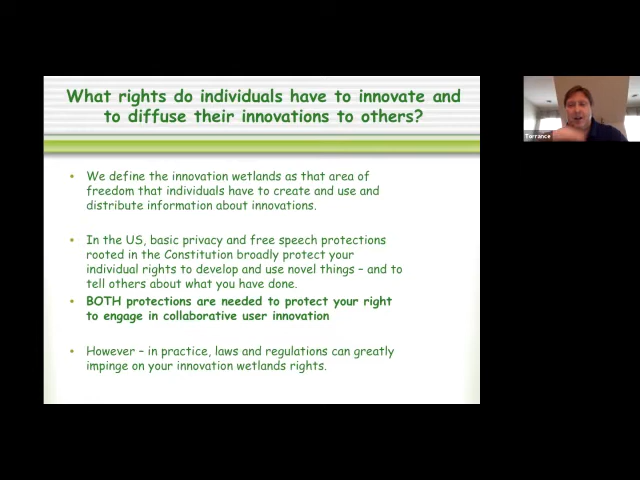 What rights do individuals have to innovate and
to diffuse their innovations to others?
Torrance
• We define the innovation wetlands as that area of
freedom that individuals have to create and use and
distribute information about innovations.
• In the US, basic privacy and free speech protections
rooted in the Constitution broadly protect your
individual rights to develop and use novel things – and to
tell others about what you have done.
• BOTH protections are needed to protect your right
to engage in collaborative user innovation
• However – in practice, laws and regulations can greatly
impinge on your innovation wetlands rights.